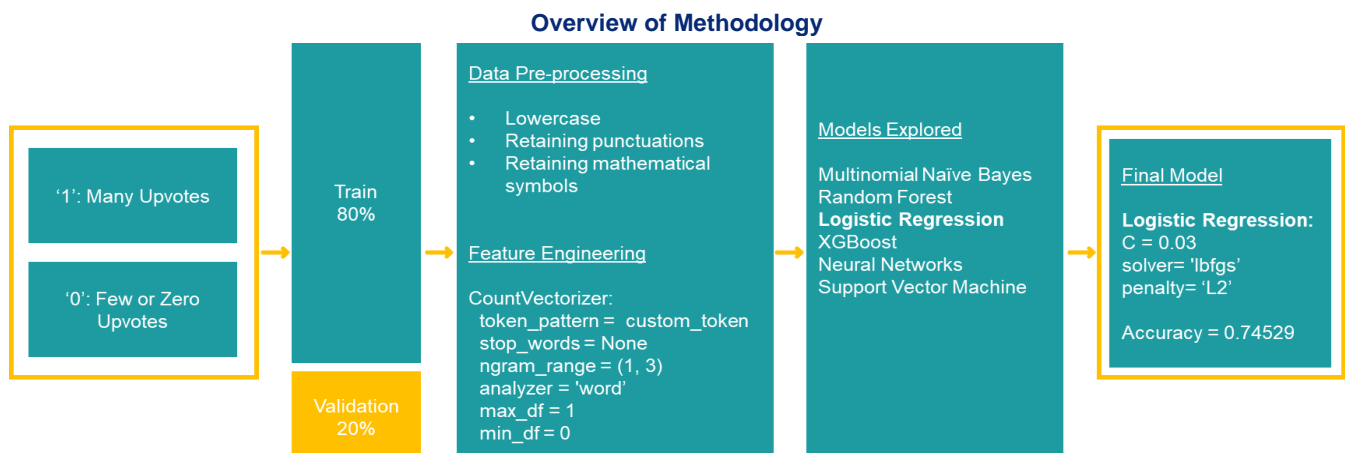 Overview of Methodology
‘1’: Many Upvotes
‘0’: Few or Zero
Upvotes
Train
80%
Validation
20%
Data Pre-processing
• Lowercase
• Retaining punctuations
• Retaining mathematical
symbols
Feature Engineering
CountVectorizer:
token_pattern = custom_token
stop_words = None
ngram_range = (1, 3)
analyzer = 'word’
max_df = 1
min_df = 0
Models Explored
Multinomial Naïve Bayes
Random Forest
Logistic Regression
XGBoost
Neural Networks
Support Vector Machine
Final Model
Logistic Regression:
C = 0.03
solver= 'lbfgs’
penalty= ‘L2’
Accuracy = 0.74529